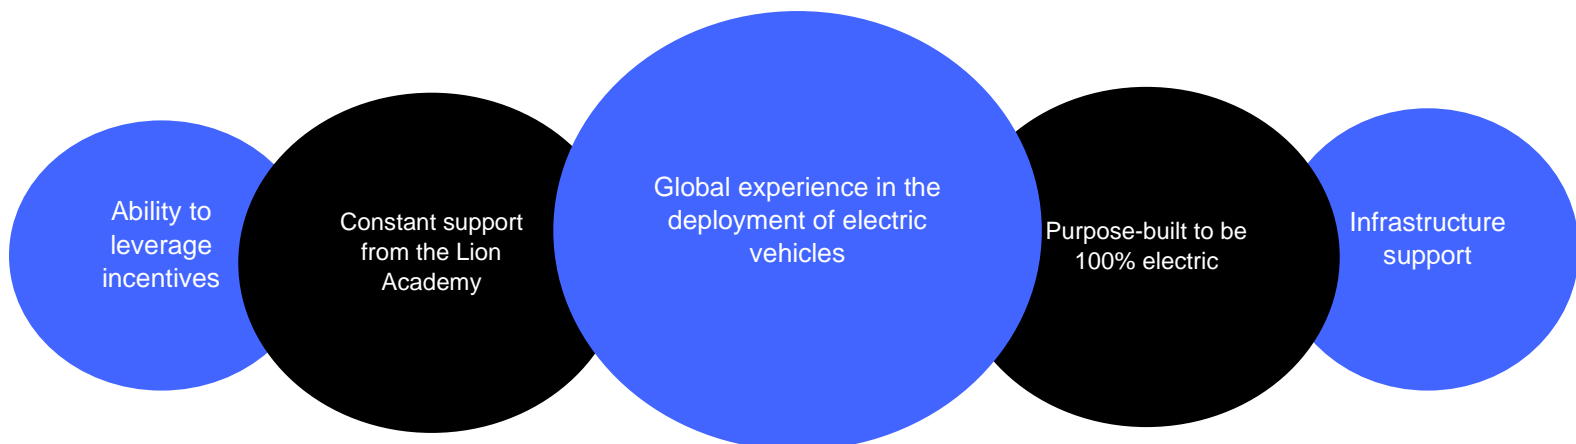 Ability to
leverage
incentives
Constant support
from the Lion
Academy
Global experience in the
deployment of electric
vehicles
Purpose-built to be
100% electric
Infrastructure
support